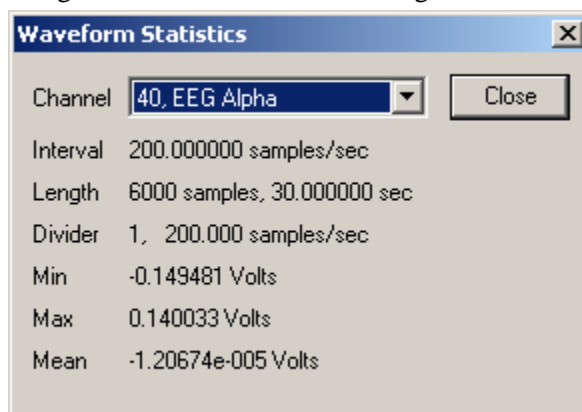 Waveform Statistics
Channel 40, EEG Alpha Close
Interval 200.000000 samples/sec
Length 6000 samples, 30.000000 sec
Divider 1, 200.000 samples/sec
Min -0.149481 Volts
Max 0.140033 Volts
Mean -1.20674e-005 Volts